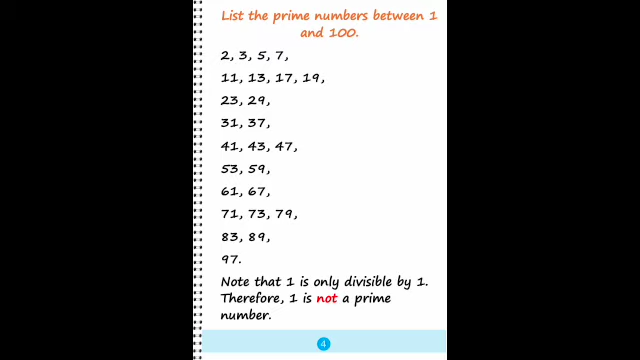 List the prime numbers between 1
and 100.
2, 3, 5, 7,
11, 13, 17, 19,
23, 29,
31, 37,
41, 43, 47,
53, 59,
61, 67,
71, 73, 79,
83, 89,
97.
Note that 1 is only divisible by 1.
Therefore, 1 is not a prime
number.
4